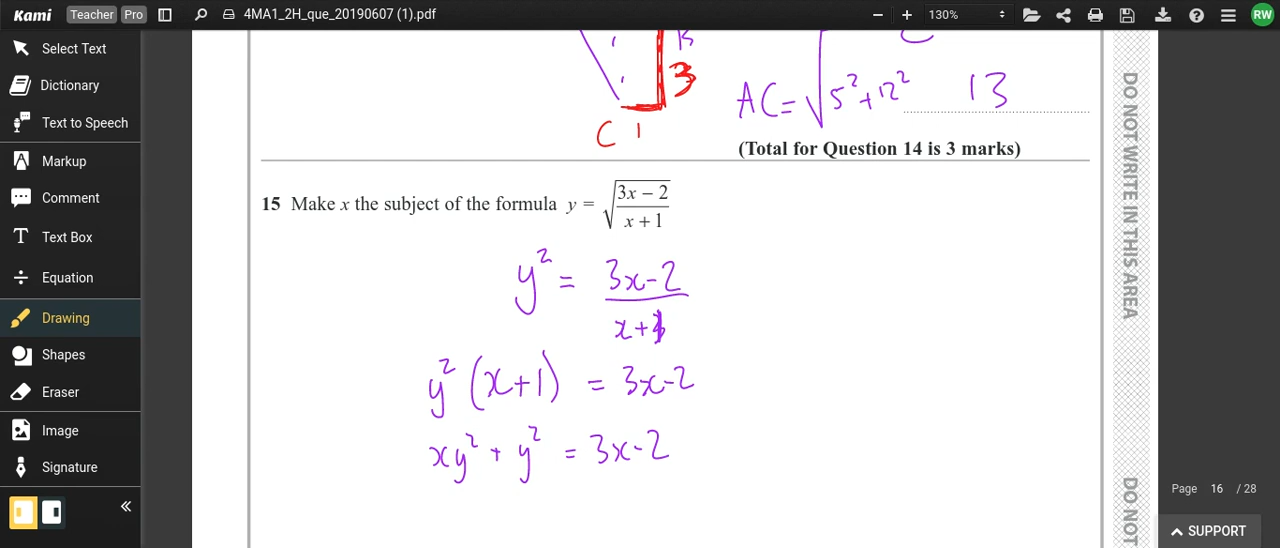 Kami Teacher Pro 4MA1_2H_que_20190607 (1).pdf − + 130% RW
Select Text
Dictionary
Text to Speech
Markup
Comment
Text Box
Equation
Drawing
Shapes
Eraser
Image
Signature
«
3
C
AC = √5²+12² 13
(Total for Question 14 is 3 marks)
15 Make x the subject of the formula y = √(3x − 2)/(x + 1)
y² = (3x-2)/(x+1)
y² (x+1) = 3x-2
xy² + y² = 3x-2
DO NOT WRITE IN THIS AREA
DO NOT
Page 16 / 28
SUPPORT